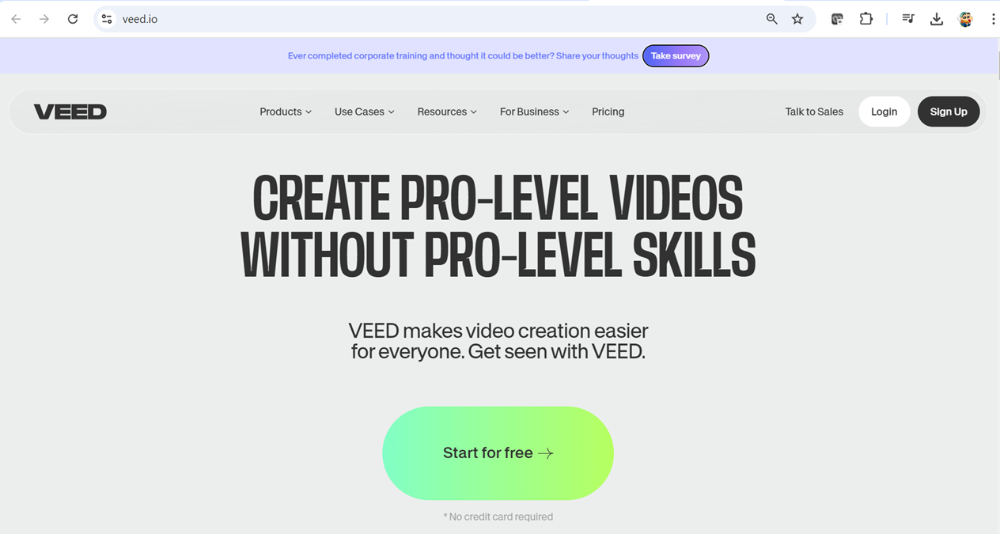 veed.io
Ever completed corporate training and thought it could be better? Share your thoughts Take survey
VEED Products Use Cases Resources For Business Pricing Talk to Sales Login Sign Up
CREATE PRO-LEVEL VIDEOS
WITHOUT PRO-LEVEL SKILLS
VEED makes video creation easier
for everyone. Get seen with VEED.
Start for free →
* No credit card required